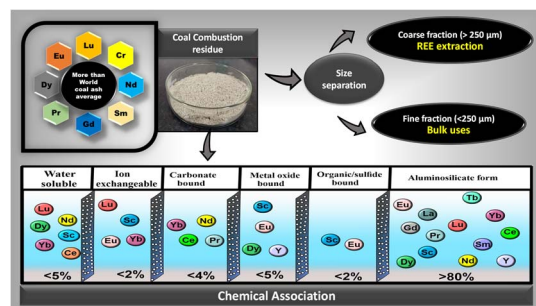 Lu
Eu
Cr
Dy
More than
World
coal ash
average
Nd
Pr
Sm
Gd
Coal Combustion
residue
Size
separation
Coarse fraction (> 250 µm)
REE extraction
Fine fraction (<250 µm)
Bulk uses
Water
soluble
Lu
Nd
Dy
Sc
Yb
Ce
<5%
Ion
exchangeable
Lu
Sc
Eu
Yb
<2%
Carbonate
bound
Yb
Nd
Ce
Pr
<4%
Metal oxide
bound
Sc
Eu
Dy
Y
<5%
Organic/sulfide
bound
Sc
Eu
<2%
Aluminosilicate form
Tb
Eu
La
Yb
Gd
Lu
Pr
Ce
Sc
Sm
Dy
Nd
Y
>80%
Chemical Association